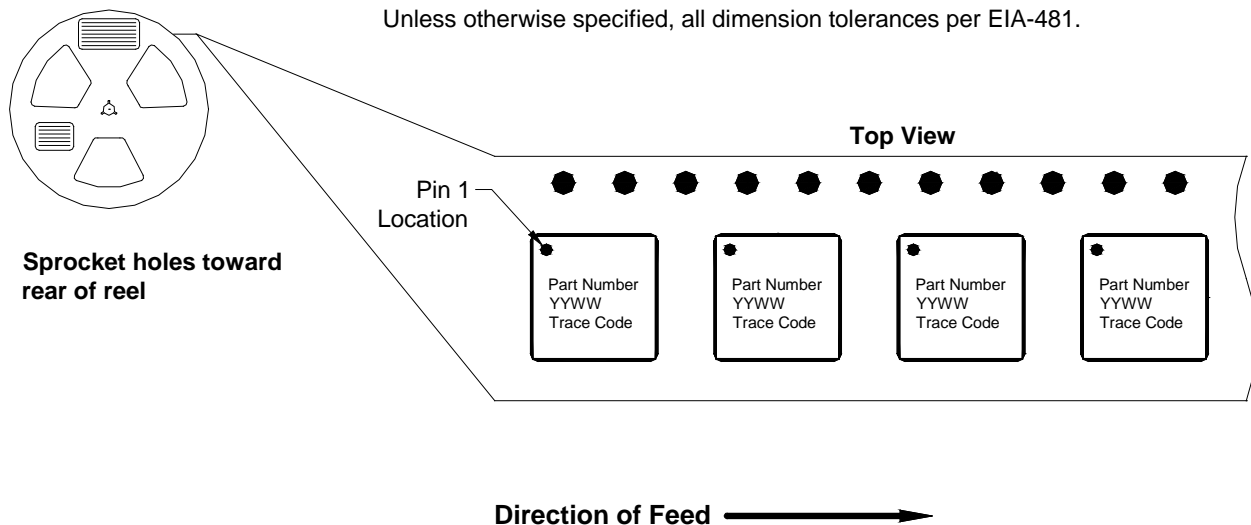 Unless otherwise specified, all dimension tolerances per EIA-481.
Top View
Pin 1
Location
Sprocket holes toward
rear of reel
Part Number
YYWW
Trace Code
Part Number
YYWW
Trace Code
Part Number
YYWW
Trace Code
Part Number
YYWW
Trace Code
Direction of Feed